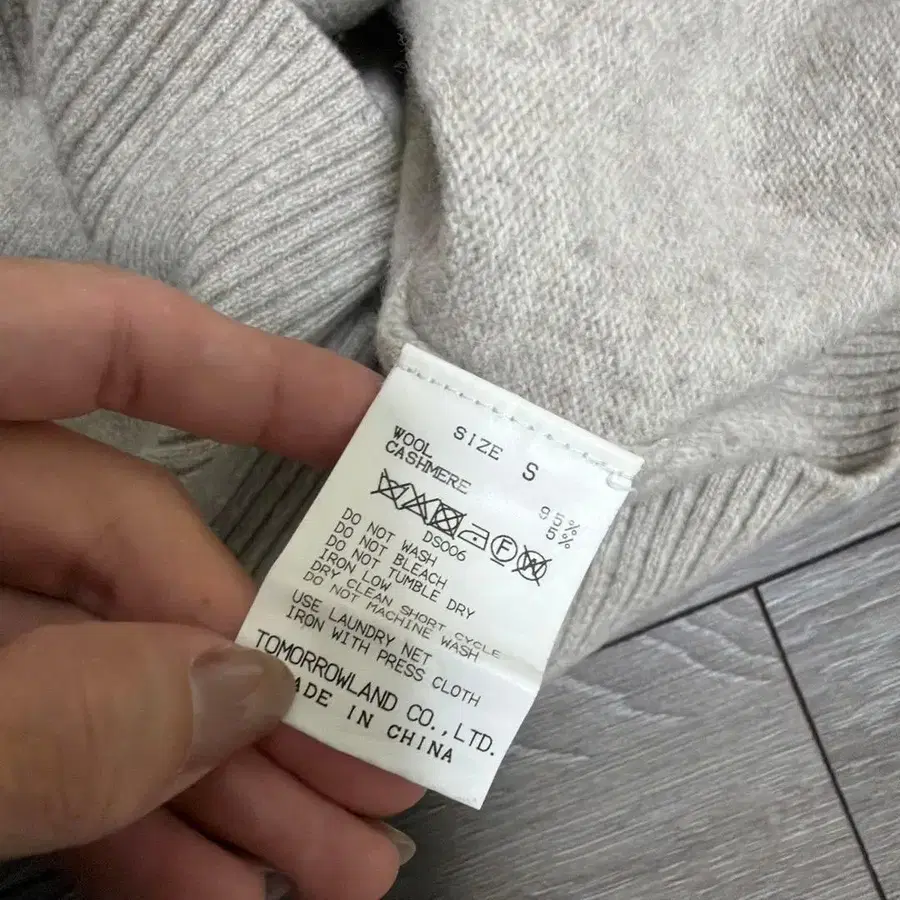 SIZE S
WOOL 95%
CASHMERE 5%
F
DS006
DO NOT WASH
DO NOT BLEACH
DO NOT TUMBLE DRY
IRON LOW
DRY CLEAN SHORT CYCLE
DO NOT MACHINE WASH
USE LAUNDRY NET
IRON WITH PRESS CLOTH
TOMORROWLAND CO.,LTD.
ADE IN CHINA